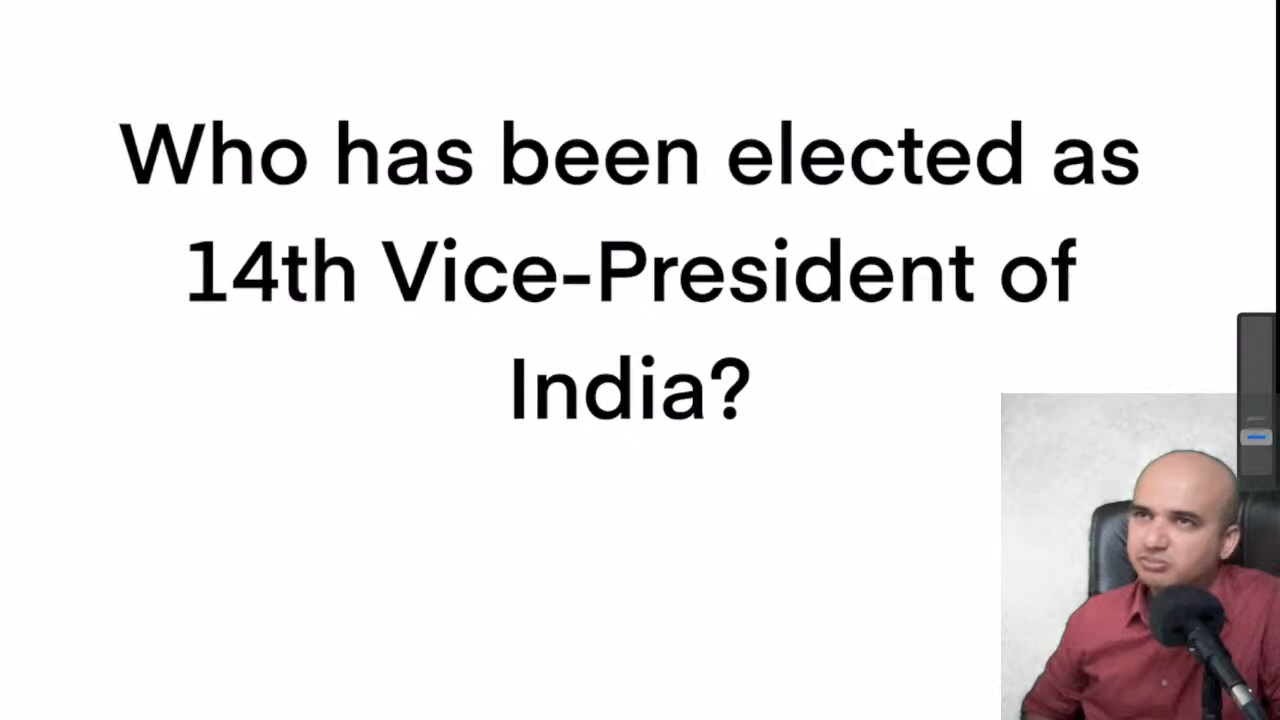 Who has been elected as
14th Vice-President of
India?